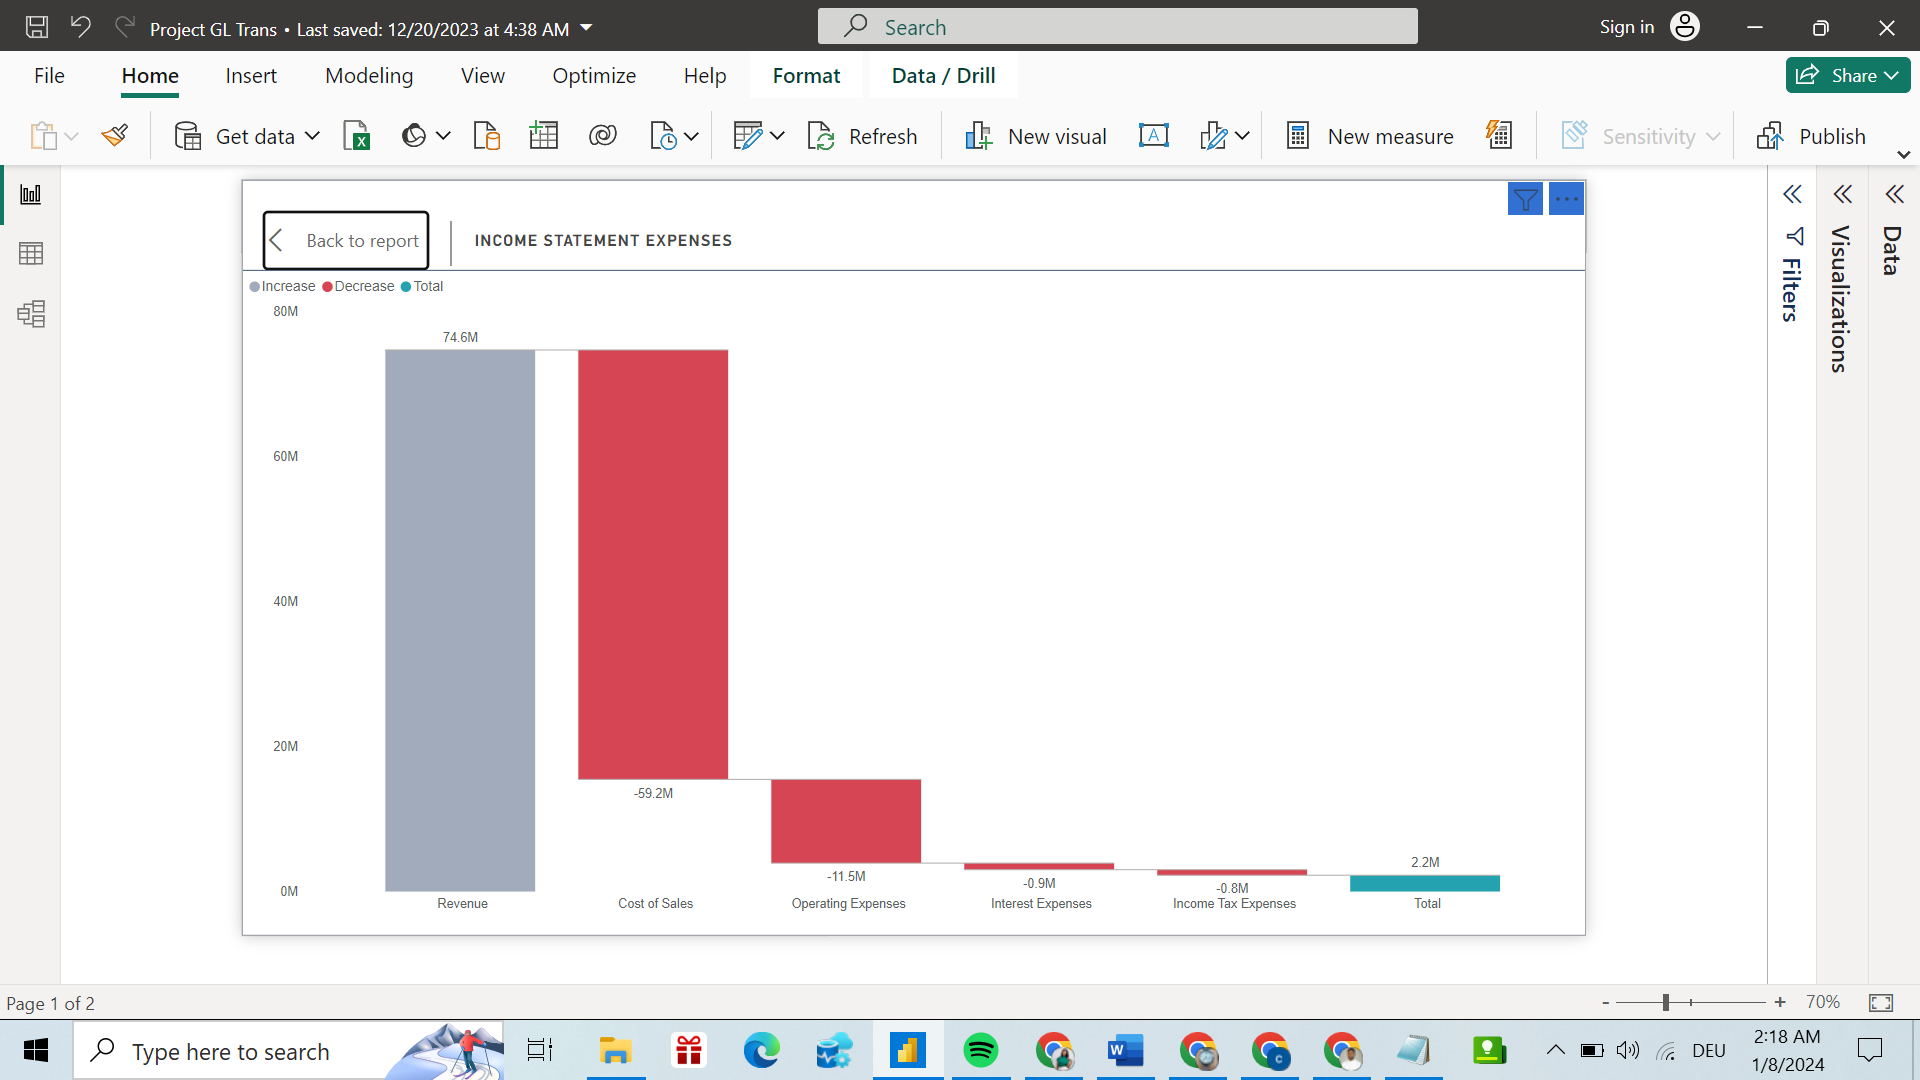 Project GL Trans • Last saved: 12/20/2023 at 4:38 AM
Search
Sign in
File Home Insert Modeling View Optimize Help Format Data / Drill
Share
Get data
Refresh
New visual
A
New measure
Sensitivity
Publish
Back to report
INCOME STATEMENT EXPENSES
Increase Decrease Total
80M
60M
40M
20M
0M
74.6M
-59.2M
-11.5M
-0.9M
-0.8M
2.2M
Revenue Cost of Sales Operating Expenses Interest Expenses Income Tax Expenses Total
Filters
Visualizations
Data
Page 1 of 2
- + 70%
Type here to search
W
C
DEU
2:18 AM
1/8/2024